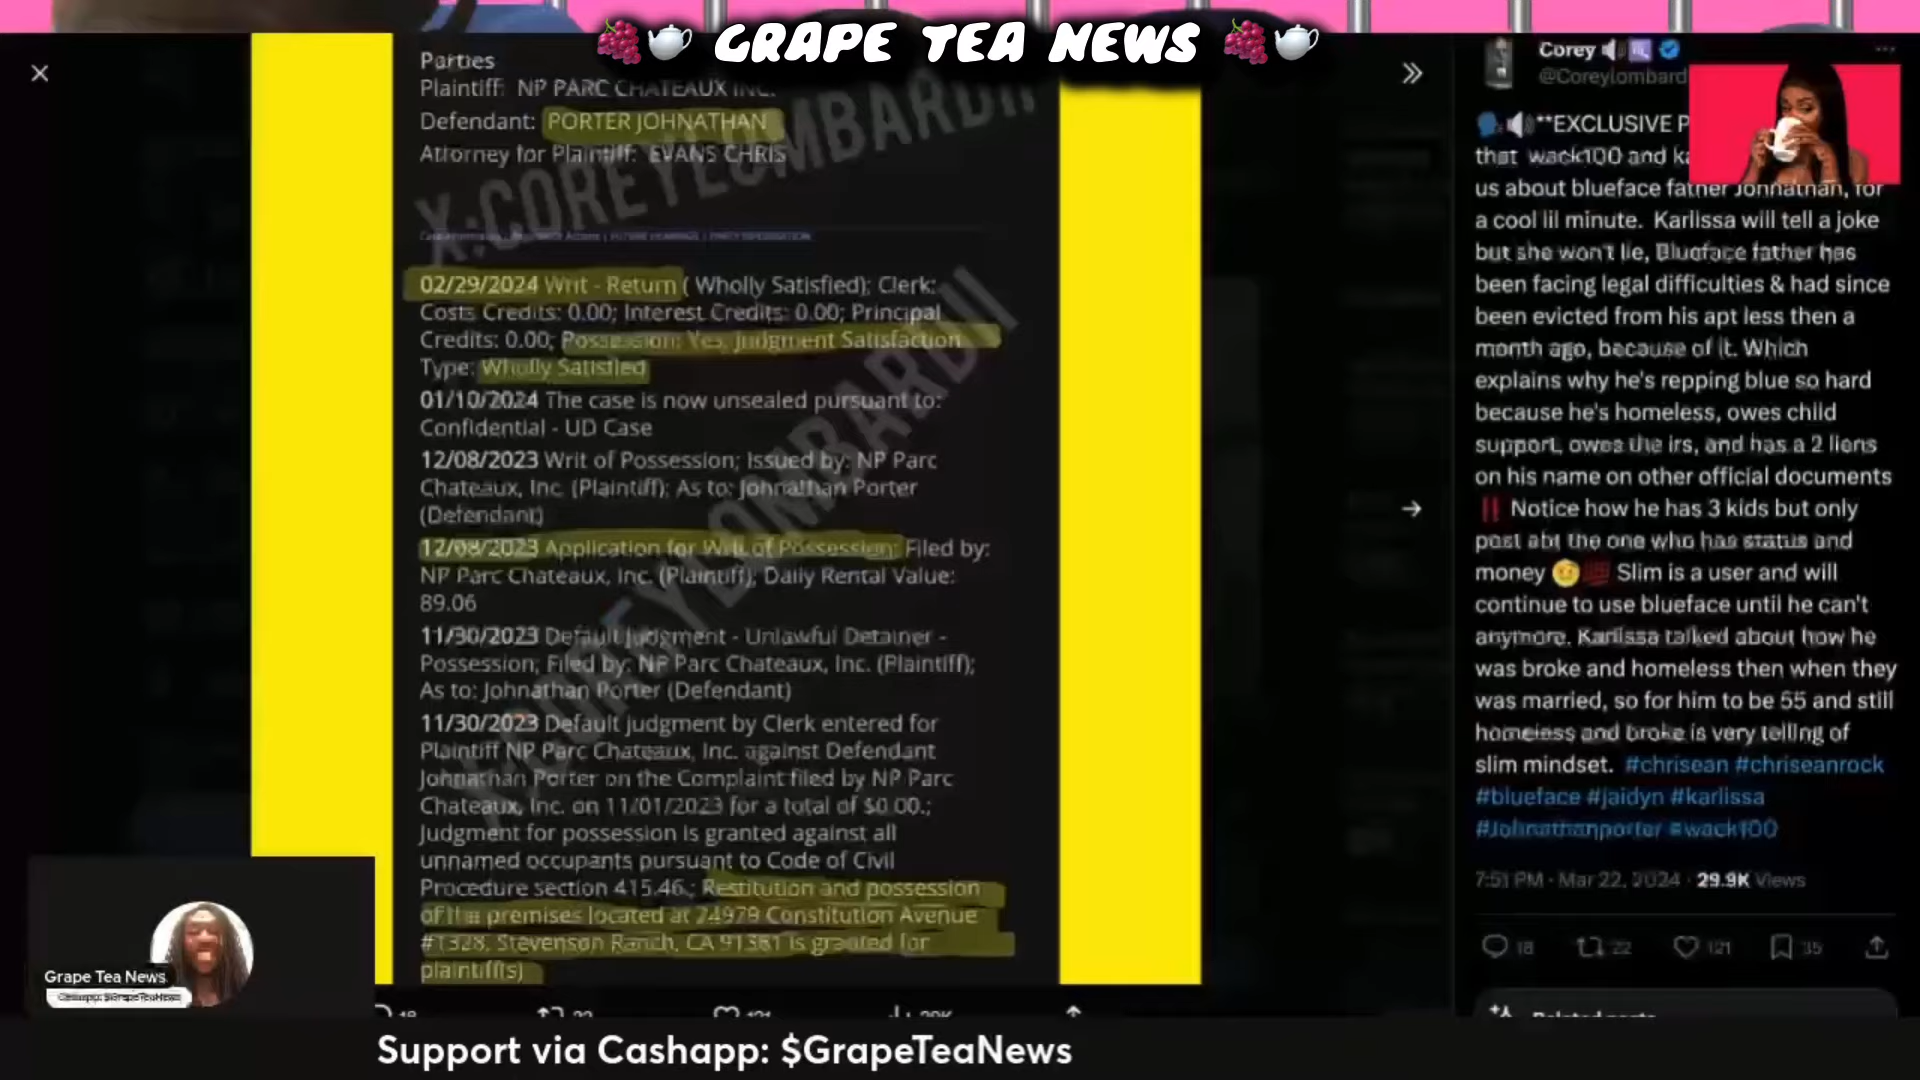 GRAPE TEA NEWS
Parties
Plaintiff: NP PARC CHATEAUX INC.
Defendant: PORTER JOHNATHAN
Attorney for Plaintiff: EVANS CHRIS
X:COREYLOMBARDI
02/29/2024 Writ - Return ( Wholly Satisfied); Clerk:
Costs Credits: 0.00; Interest Credits: 0.00; Principal
Credits: 0.00; Possession: Yes, Judgment Satisfaction
Type: Wholly Satisfied
01/10/2024 The case is now unsealed pursuant to:
Confidential - UD Case
12/08/2023 Writ of Possession; Issued by: NP Parc
Chateaux, Inc. (Plaintiff); As to: Johnathan Porter
(Defendant)
12/08/2023 Application for Writ of Possession; Filed by:
NP Parc Chateaux, Inc. (Plaintiff), Daily Rental Value:
89.06
11/30/2023 Default Judgment - Unlawful Detainer -
Possession; Filed by: NP Parc Chateaux, Inc. (Plaintiff);
As to: Johnathan Porter (Defendant)
11/30/2023 Default judgment by Clerk entered for
Plaintiff NP Parc Chateaux, Inc. against Defendant
Johnathan Porter on the Complaint filed by NP Parc
Chateaux, Inc. on 11/01/2023 for a total of $0.00.;
Judgment for possession is granted against all
unnamed occupants pursuant to Code of Civil
Procedure section 415.46.; Restitution and possession
of the premises located at 24979 Constitution Avenue
#1328, Stevenson Ranch, CA 91381 is granted for
plaintiff(s)
X:COREYLOMBARDI
Corey
@Coreylombard
**EXCLUSIVE P
that wack100 and ka
us about blueface father Johnathan, for
a cool lil minute. Karlissa will tell a joke
but she won't lie, Blueface father has
been facing legal difficulties & had since
been evicted from his apt less then a
month ago, because of it. Which
explains why he's repping blue so hard
because he's homeless, owes child
support, owes the irs, and has a 2 liens
on his name on other official documents
‼ Notice how he has 3 kids but only
post abt the one who has status and
money Slim is a user and will
continue to use blueface until he can't
anymore. Karlissa talked about how he
was broke and homeless then when they
was married, so for him to be 55 and still
homeless and broke is very telling of
slim mindset. #chrisean #chriseanrock
#blueface #jaidyn #karlissa
#Johnathanporter #wack100
7:51 PM · Mar 22, 2024 · 29.9K Views
18 22 121 35
Related posts
18 22 121
Grape Tea News
Cashapp: $GrapeTeaNews
Support via Cashapp: $GrapeTeaNews